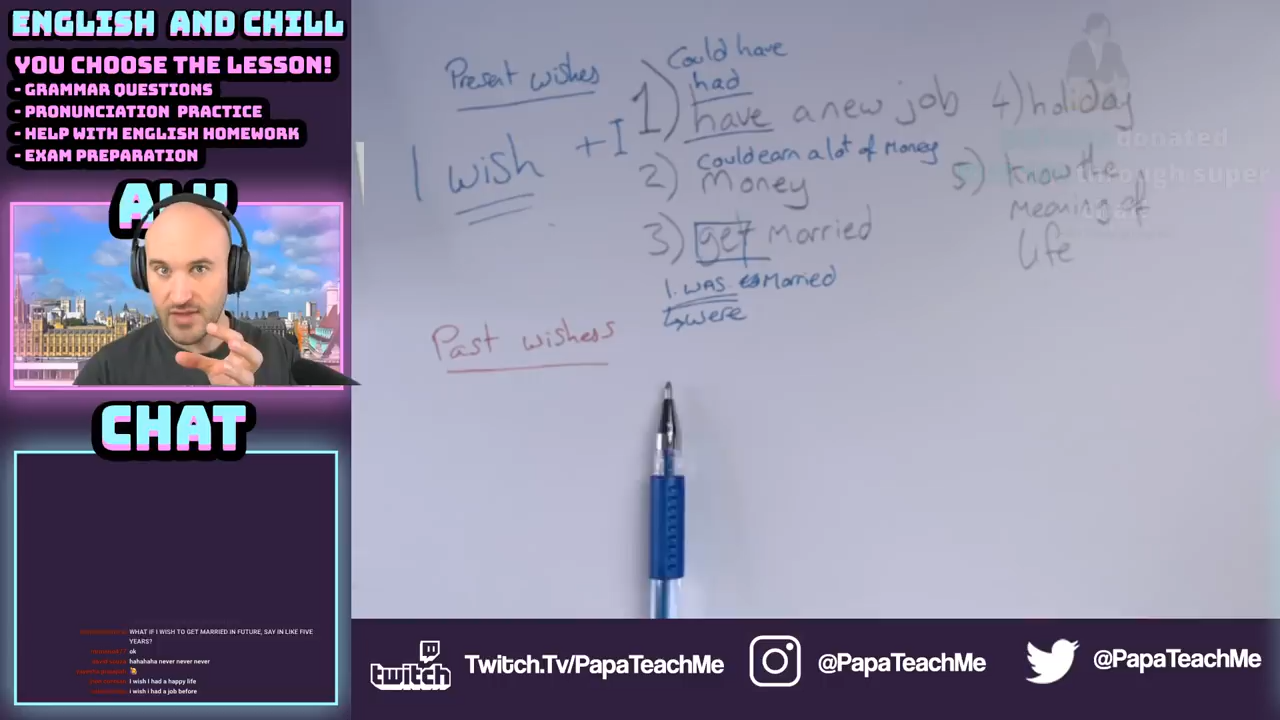 ENGLISH AND CHILL
YOU CHOOSE THE LESSON!
- GRAMMAR QUESTIONS
- PRONUNCIATION PRACTICE
- HELP WITH ENGLISH HOMEWORK
- EXAM PREPARATION
CHAT
WHAT IF I WISH TO GET MARRIED IN FUTURE, SAY IN LIKE FIVE
YEARS?
ok
hahahaha never never never
I wish I had a happy life
i wish i had a job before
Present wishes
I wish + I
Could have
had
1) have a new job
Could earn a lot of Money
2) Money
3) get Married
I was Married
were
4) holiday
5) know the
Meaning of
life
donated
through super
Past wishess
twitch
Twitch.Tv/PapaTeachMe
@PapaTeachMe
@PapaTeachMe